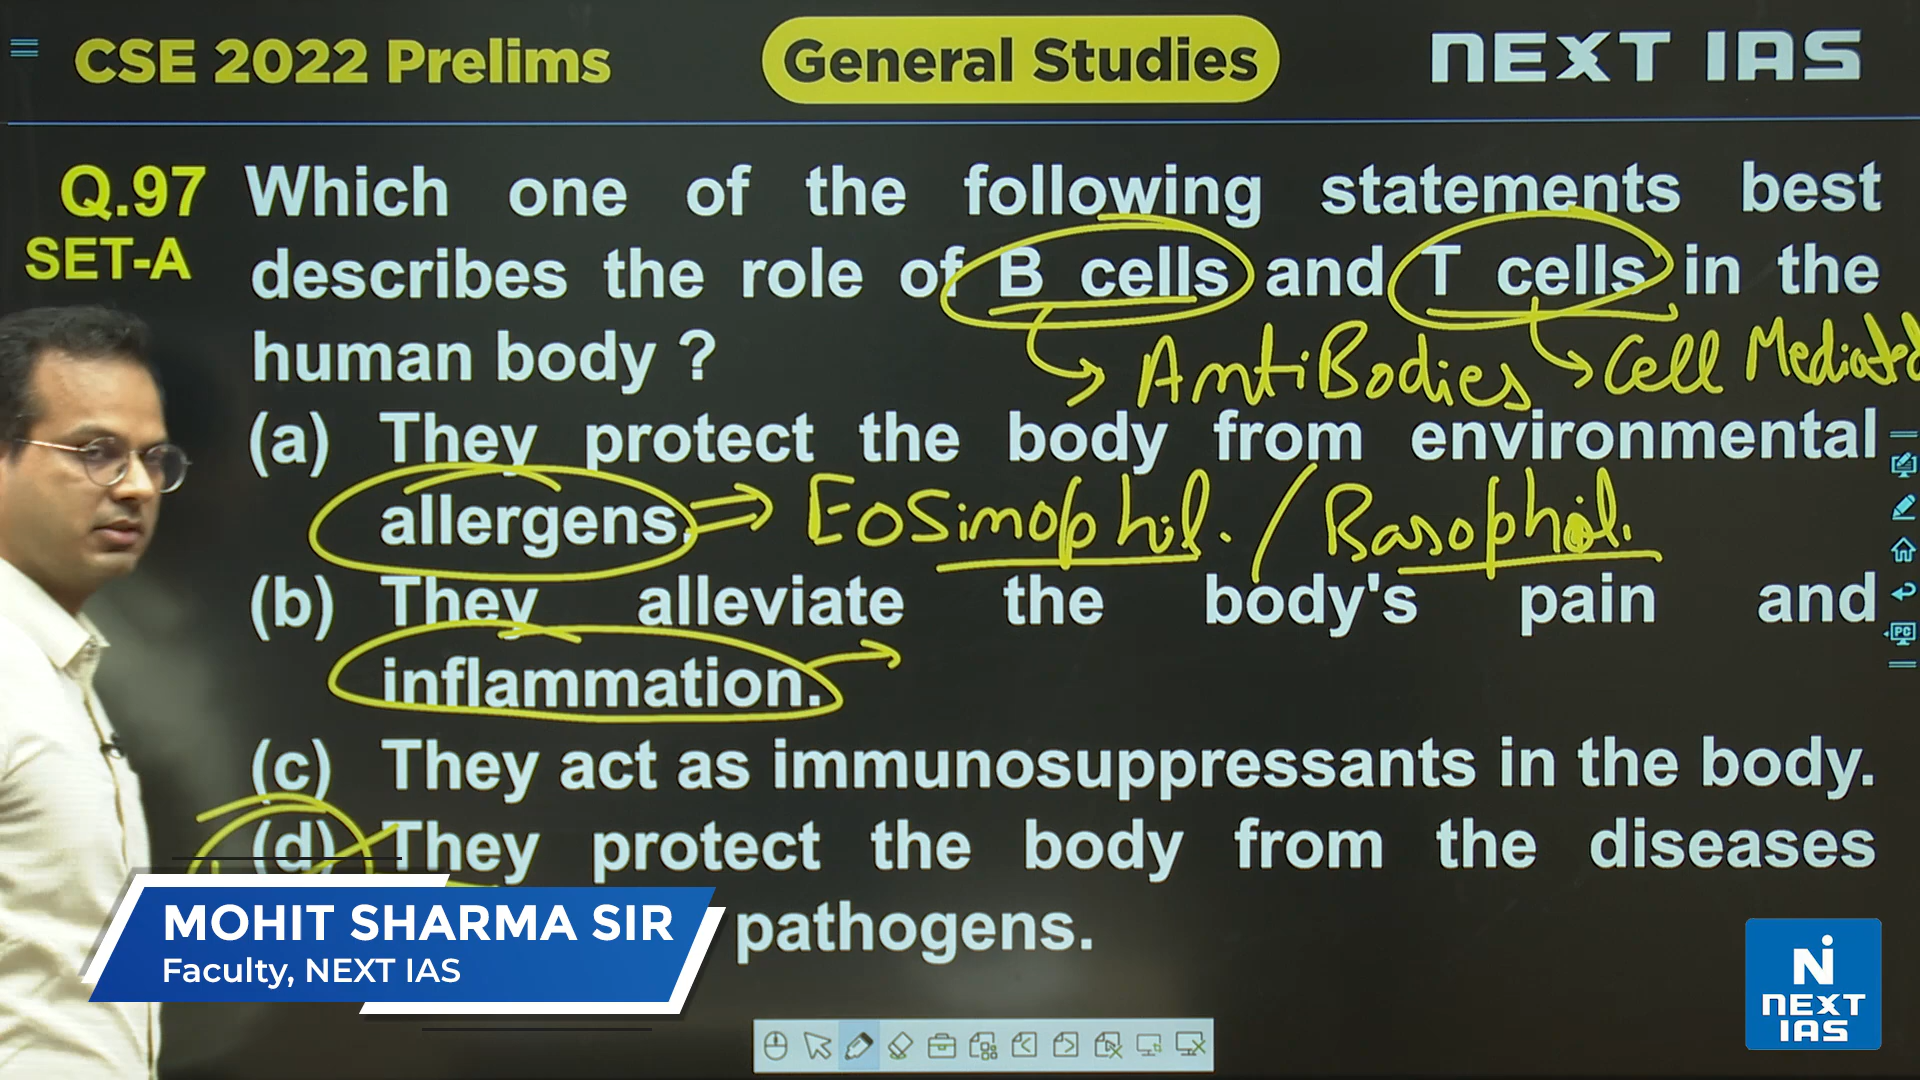 CSE 2022 Prelims
General Studies
NEXT IAS
Q.97
SET-A
Which one of the following statements best
describes the role of B cells and T cells in the
human body ?
AntiBodies
Cell Mediated
(a) They protect the body from environmental
allergens.
Eosinophil. / Basophil.
(b) They alleviate the body's pain and
inflammation.
(c) They act as immunosuppressants in the body.
(d) They protect the body from the diseases
pathogens.
MOHIT SHARMA SIR
Faculty, NEXT IAS
PC
N
NEXT
IAS